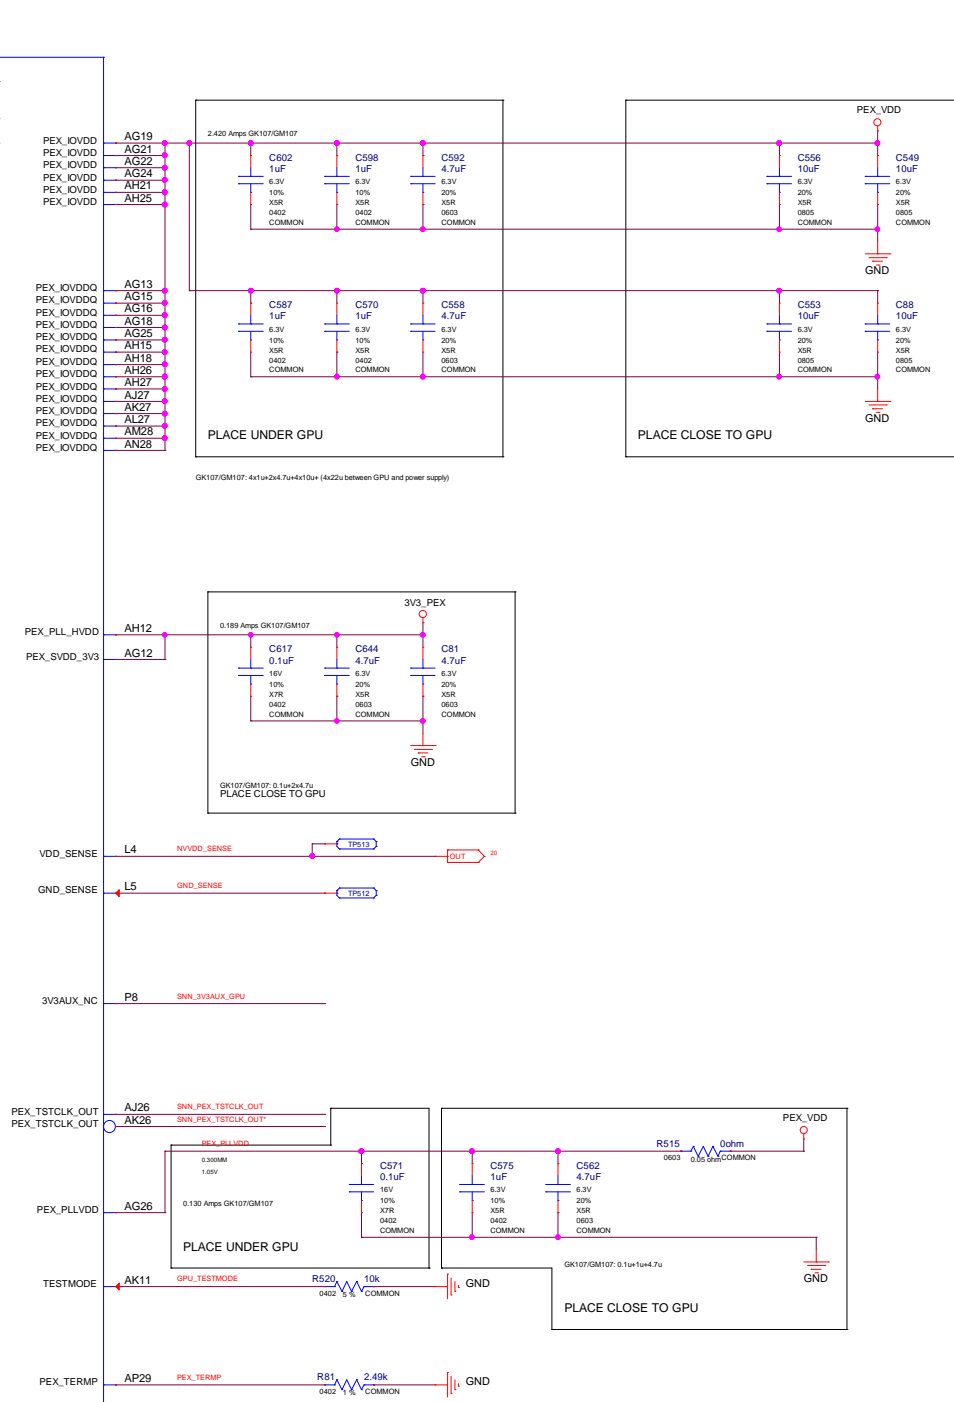 PEX_VDD
2.420 Amps GK107/GM107
PEX_IOVDD AG19
PEX_IOVDD AG21
PEX_IOVDD AG22
PEX_IOVDD AG24
PEX_IOVDD AH21
PEX_IOVDD AH25
C602 C598 C592 C556 C549
1uF 1uF 4.7uF 10uF 10uF
6.3V 6.3V 6.3V 6.3V 6.3V
10% 10% 20% 20% 20%
X5R X5R X5R X5R X5R
0402 0402 0603 0805 0805
COMMON COMMON COMMON COMMON COMMON
GND
PEX_IOVDDQ AG13
PEX_IOVDDQ AG15
PEX_IOVDDQ AG16
PEX_IOVDDQ AG18
PEX_IOVDDQ AG25
PEX_IOVDDQ AH15
PEX_IOVDDQ AH18
PEX_IOVDDQ AH26
PEX_IOVDDQ AH27
PEX_IOVDDQ AJ27
PEX_IOVDDQ AK27
PEX_IOVDDQ AL27
PEX_IOVDDQ AM28
PEX_IOVDDQ AN28
C587 C570 C558 C553 C88
1uF 1uF 4.7uF 10uF 10uF
6.3V 6.3V 6.3V 6.3V 6.3V
10% 10% 20% 20% 20%
X5R X5R X5R X5R X5R
0402 0402 0603 0805 0805
COMMON COMMON COMMON COMMON COMMON
GND
PLACE UNDER GPU PLACE CLOSE TO GPU
GK107/GM107: 4x1u+2x4.7u+4x10u+ (4x22u between GPU and power supply)
3V3_PEX
0.189 Amps GK107/GM107
PEX_PLL_HVDD AH12
PEX_SVDD_3V3 AG12
C617 C644 C81
0.1uF 4.7uF 4.7uF
16V 6.3V 6.3V
10% 20% 20%
X7R X5R X5R
0402 0603 0603
COMMON COMMON COMMON
GND
GK107/GM107: 0.1u+2x4.7u
PLACE CLOSE TO GPU
VDD_SENSE L4 NVVDD_SENSE TP513
OUT 20
GND_SENSE L5 GND_SENSE TP512
3V3AUX_NC P8 SNN_3V3AUX_GPU
PEX_TSTCLK_OUT AJ26 SNN_PEX_TSTCLK_OUT
PEX_TSTCLK_OUT AK26 SNN_PEX_TSTCLK_OUT*
PEX_VDD
PEX_PLLVDD
0.300MM
1.05V
R515 0ohm
0603 0.05 ohm COMMON
C571 C575 C562
0.1uF 1uF 4.7uF
16V 6.3V 6.3V
10% 10% 20%
X7R X5R X5R
0402 0402 0603
COMMON COMMON COMMON
0.130 Amps GK107/GM107
PEX_PLLVDD AG26
PLACE UNDER GPU
GK107/GM107: 0.1u+1u+4.7u
GND
PLACE CLOSE TO GPU
TESTMODE AK11 GPU_TESTMODE R520 10k GND
0402 5 % COMMON
PEX_TERMP AP29 PEX_TERMP R81 2.49k GND
0402 1 % COMMON